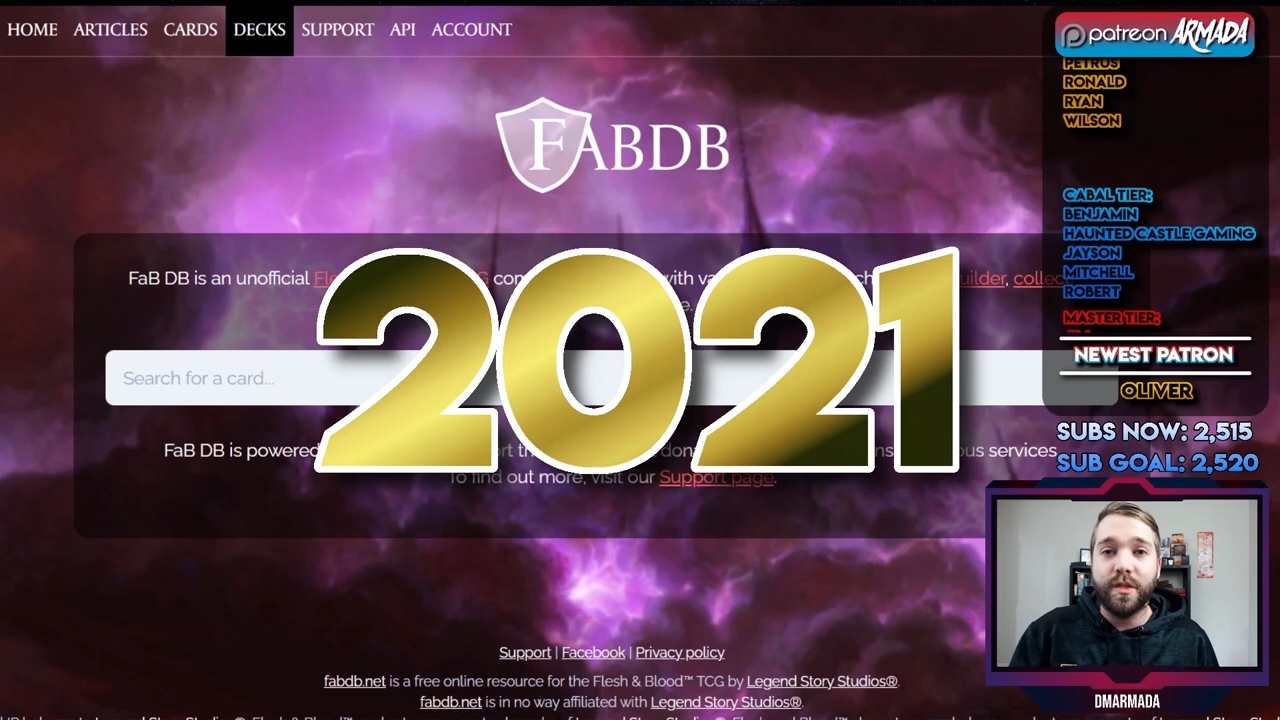 HOME ARTICLES CARDS DECKS SUPPORT API ACCOUNT
FABDB
FaB DB is an unofficial
with
2021
Search for a card...
FaB DB is powered
services
To find out more, visit our Support page.
Support | Facebook | Privacy policy
fabdb.net is a free online resource for the Flesh & Blood™ TCG by Legend Story Studios®.
fabdb.net is in no way affiliated with Legend Story Studios®.
patreon ARMADA
PETRUS
RONALD
RYAN
WILSON
CABAL TIER:
BENJAMIN
HAUNTED CASTLE GAMING
JAYSON
MITCHELL
ROBERT
MASTER TIER:
NEWEST PATRON
OLIVER
SUBS NOW: 2,515
SUB GOAL: 2,520
DMARMADA